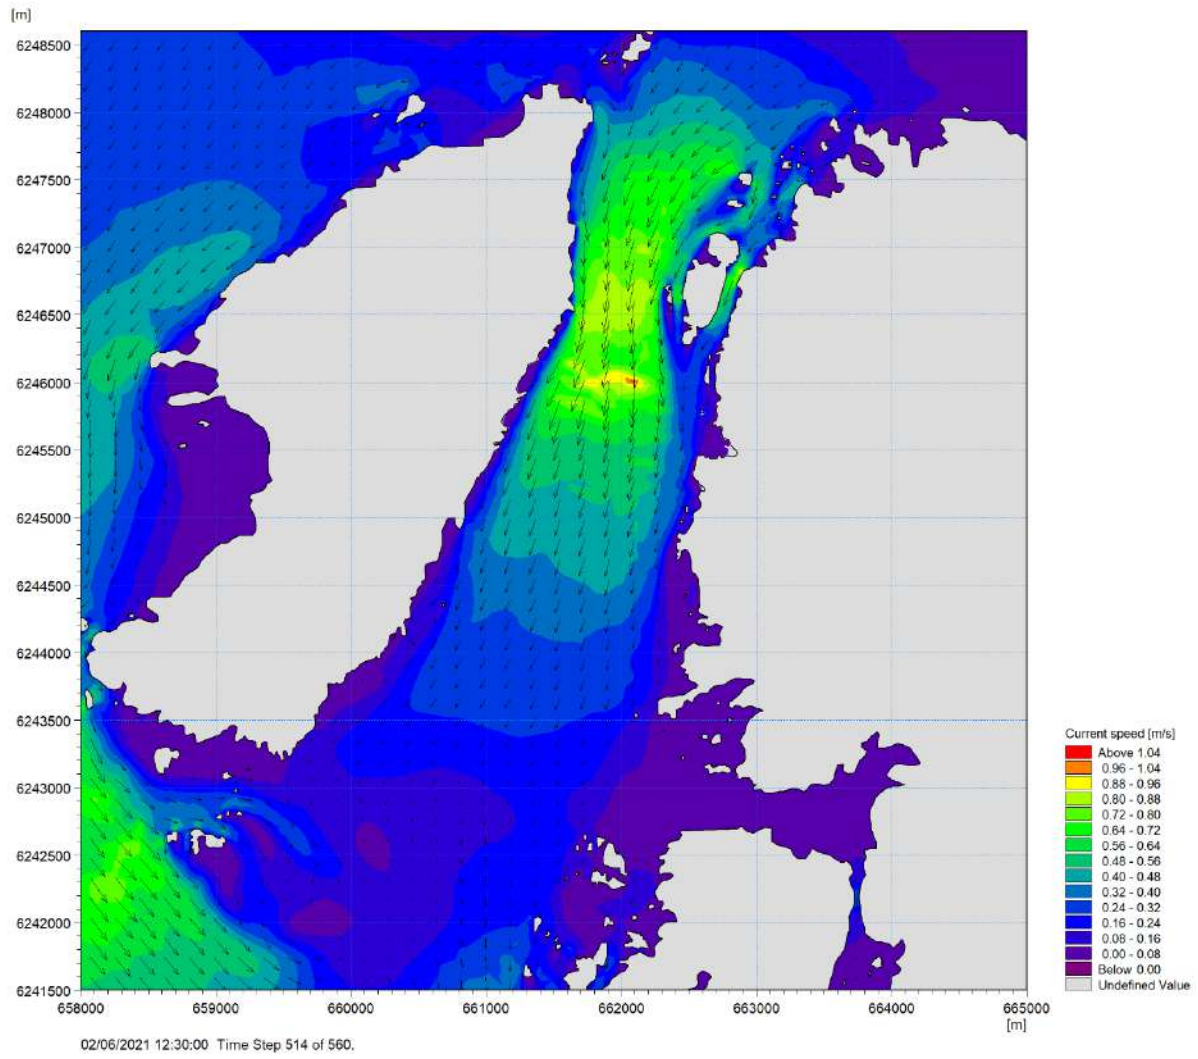 [m]
6248500
6248000
6247500
6247000
6246500
6246000
6245500
6245000
6244500
6244000
6243500
6243000
6242500
6242000
6241500
658000 659000 660000 661000 662000 663000 664000 665000
[m]
Current speed [m/s]
Above 1.04
0.96 - 1.04
0.88 - 0.96
0.80 - 0.88
0.72 - 0.80
0.64 - 0.72
0.56 - 0.64
0.48 - 0.56
0.40 - 0.48
0.32 - 0.40
0.24 - 0.32
0.16 - 0.24
0.08 - 0.16
0.00 - 0.08
Below 0.00
Undefined Value
02/06/2021 12:30:00 Time Step 514 of 560.